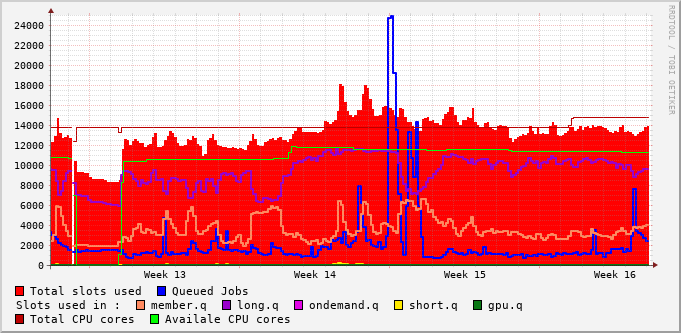 24000
22000
20000
18000
16000
14000
12000
10000
8000
6000
4000
2000
0
Week 13 Week 14 Week 15 Week 16
RRDTOOL / TOBI OETIKER
Total slots used Queued Jobs
Slots used in : member.q long.q ondemand.q short.q gpu.q
Total CPU cores Availale CPU cores